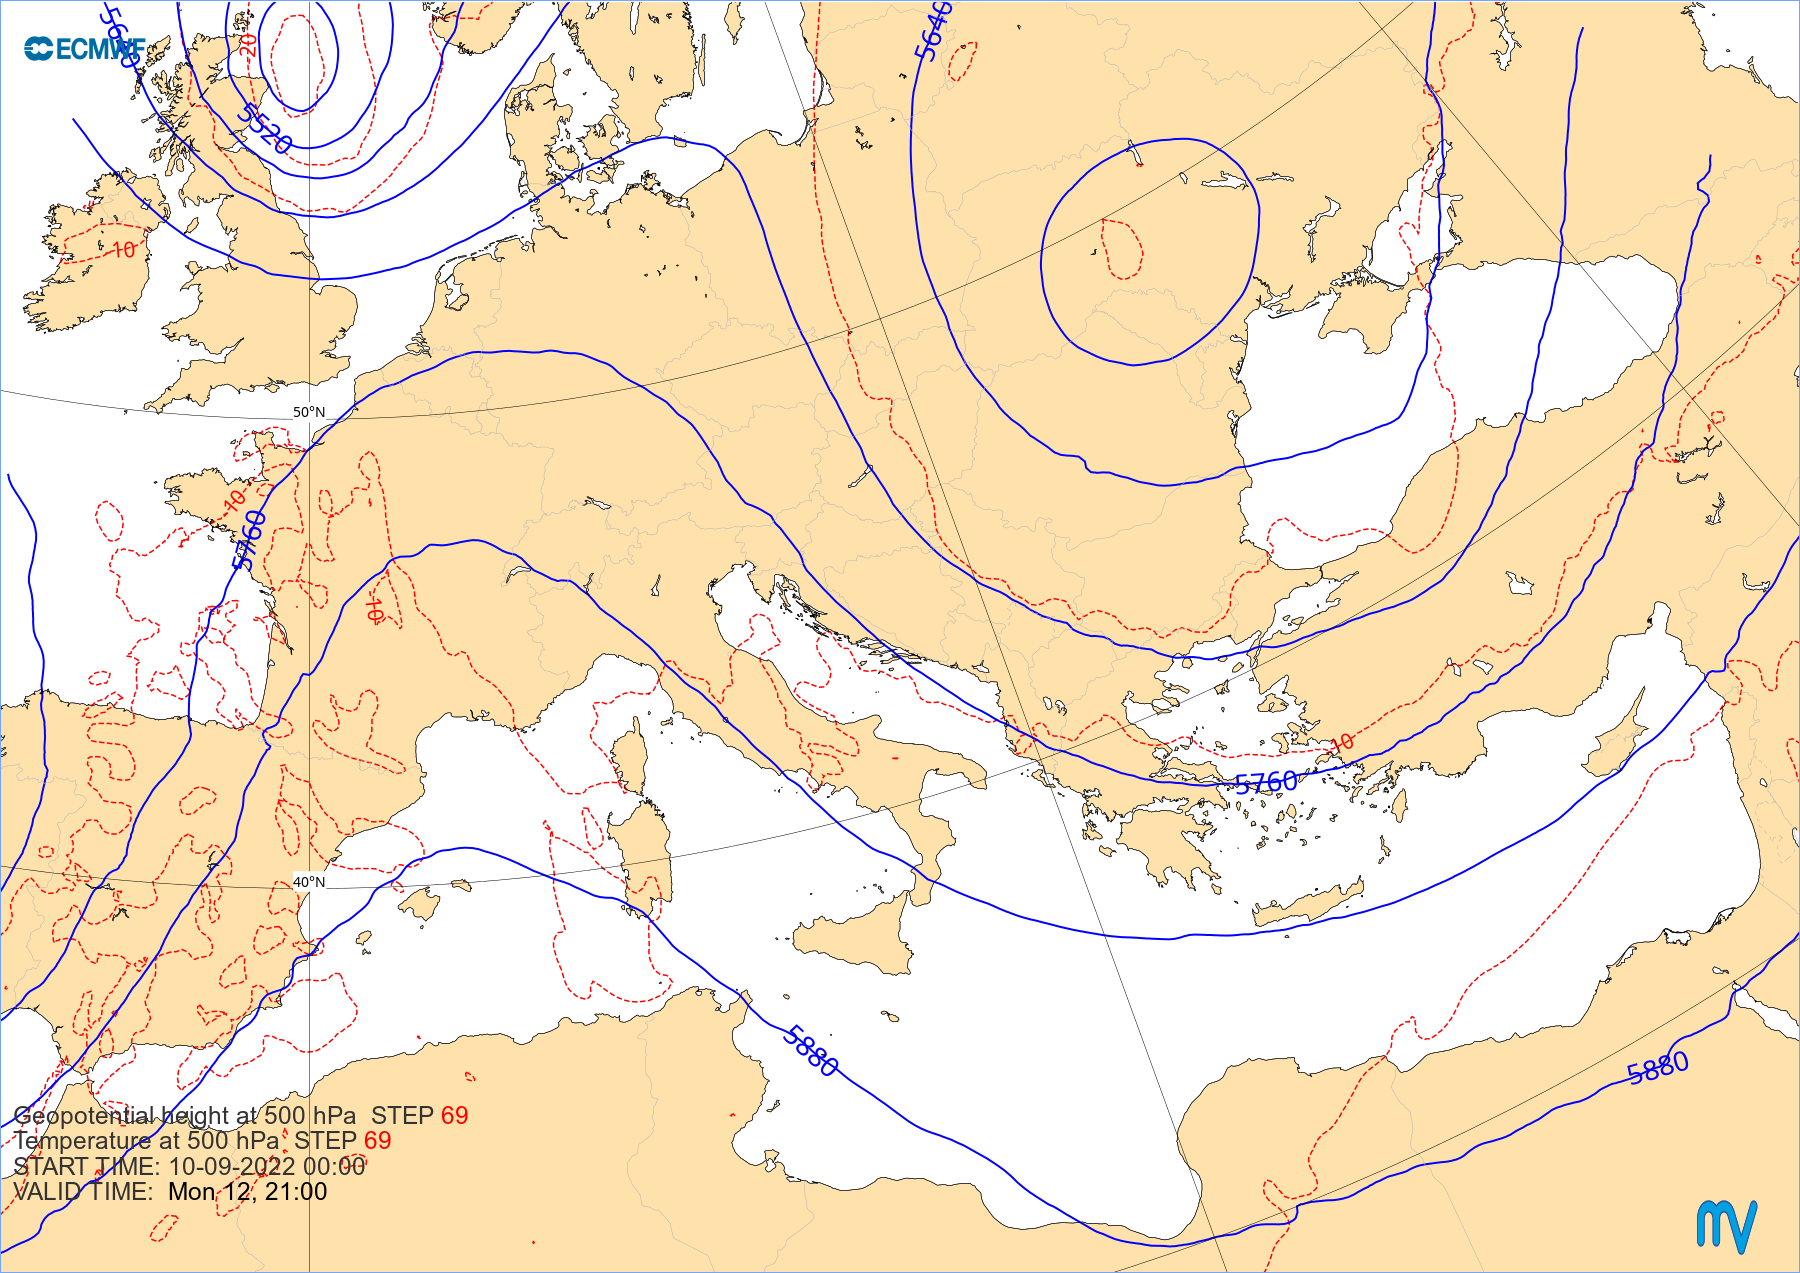 5640
ECMWF
20
5640
5520
10
50°N
10
5760
10
10
5760
40°N
5880
5880
Geopotential height at 500 hPa STEP 69
Temperature at 500 hPa STEP 69
START TIME: 10-09-2022 00:00
VALID TIME: Mon 12, 21:00
mv